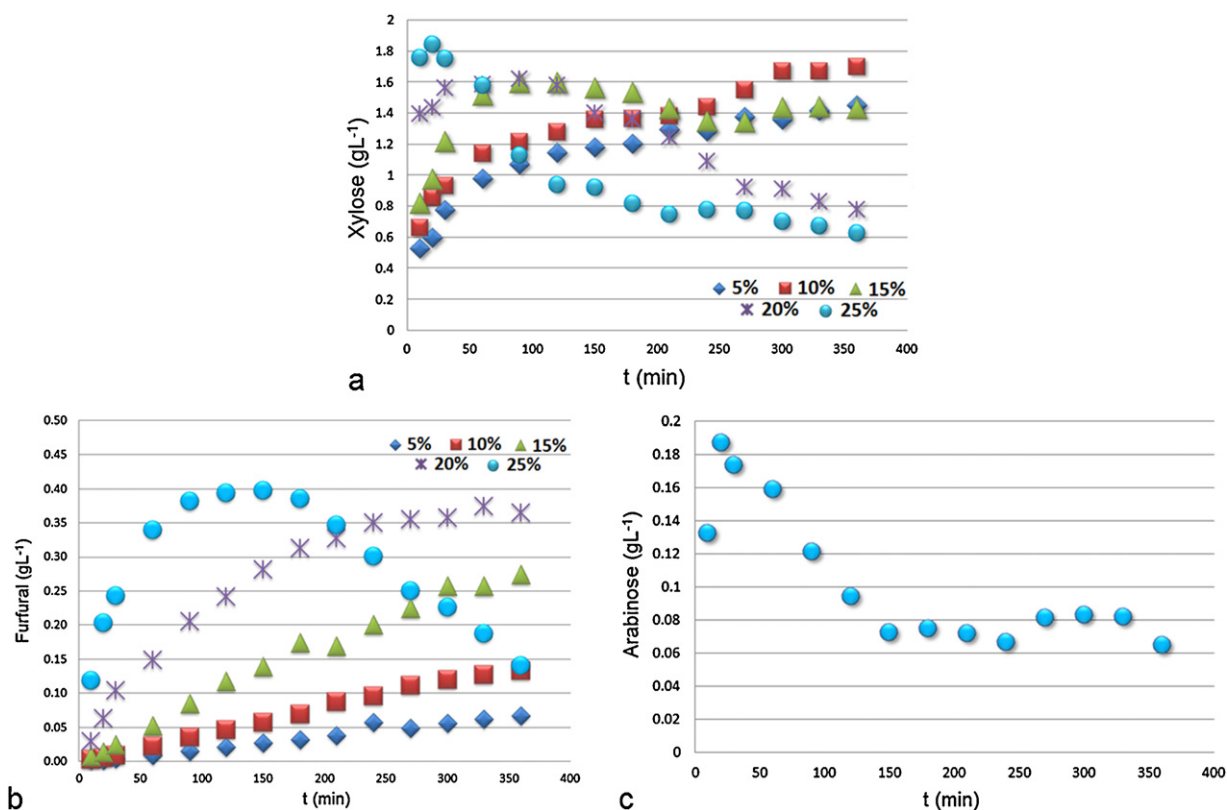 2
1.8
1.6
1.4
1.2
1
0.8
0.6
0.4
0.2
0
Xylose (gL⁻¹)
5% 10% 15%
20% 25%
0 50 100 150 200 250 300 350 400
t (min)
a
0.50
0.45
0.40
0.35
0.30
0.25
0.20
0.15
0.10
0.05
0.00
Furfural (gL⁻¹)
5% 10% 15%
20% 25%
0 50 100 150 200 250 300 350 400
t (min)
b
0.2
0.18
0.16
0.14
0.12
0.1
0.08
0.06
0.04
0.02
0
Arabinose (gL⁻¹)
0 50 100 150 200 250 300 350 400
t (min)
c